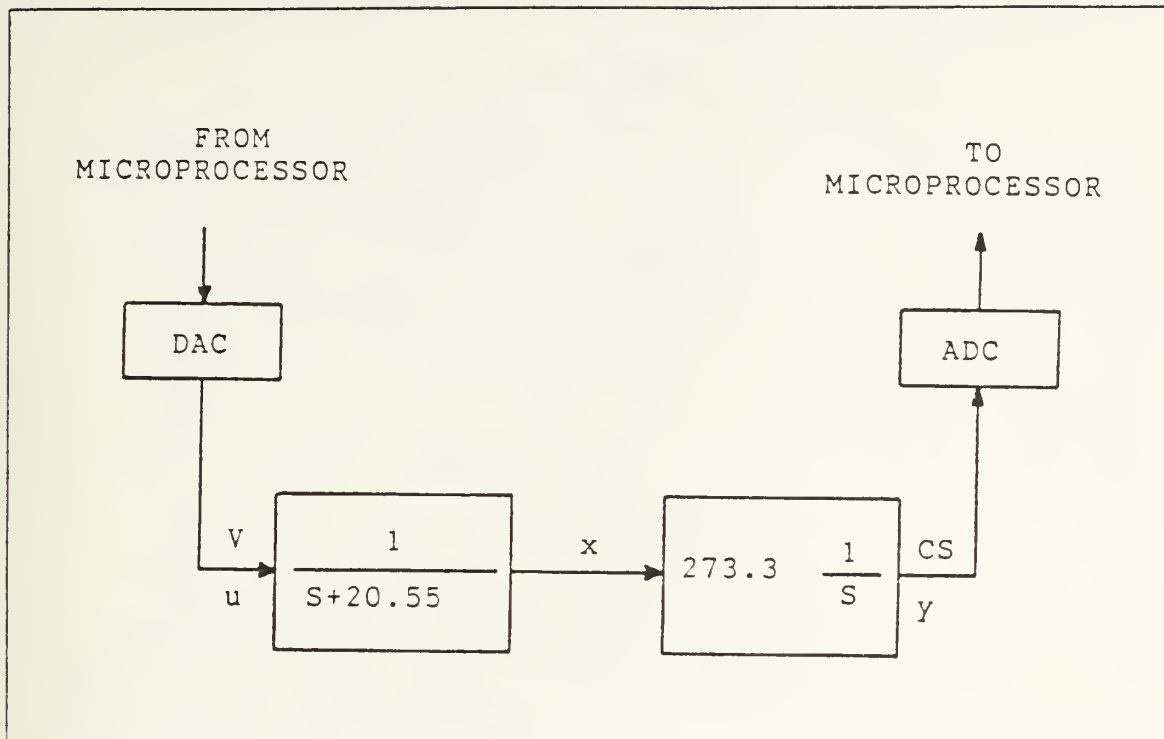 FROM
MICROPROCESSOR
TO
MICROPROCESSOR
DAC
ADC
V
u
1
S+20.55
x
273.3 1
S
CS
y